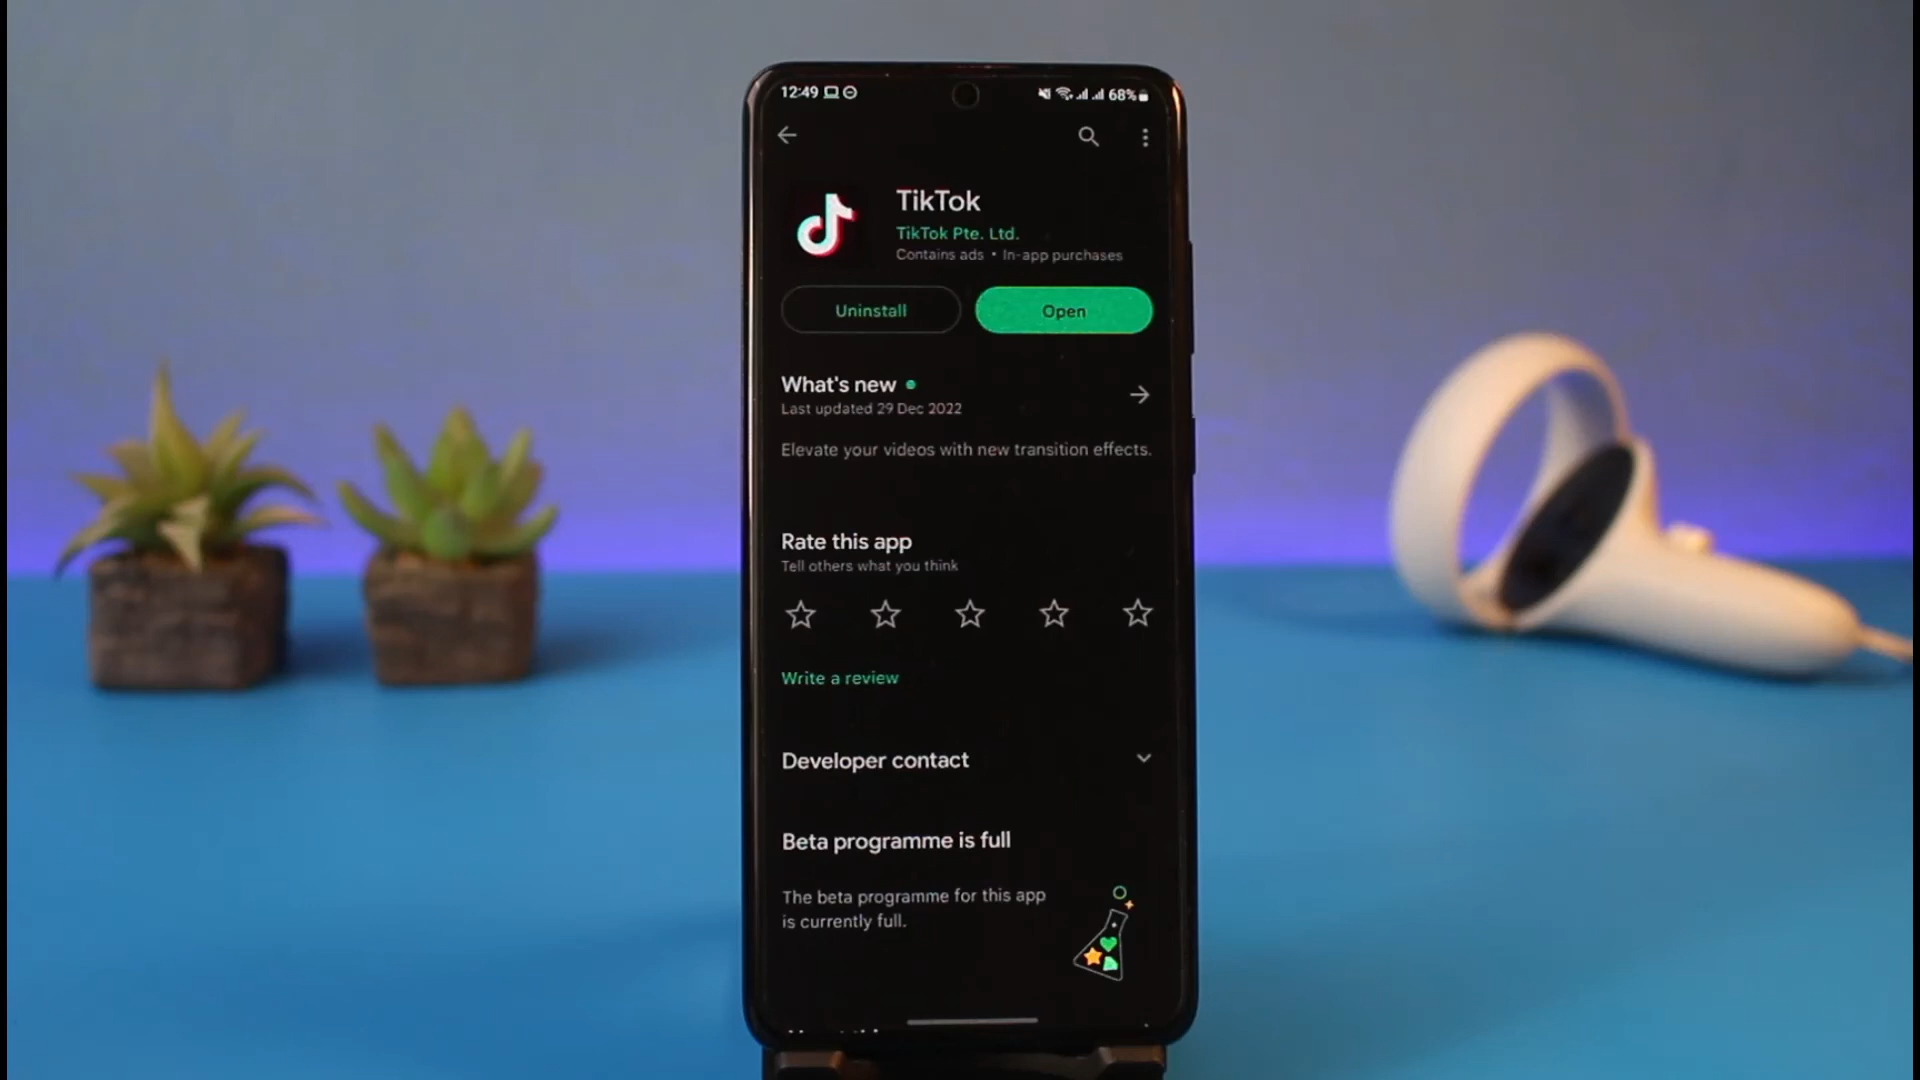 12:49
68%
TikTok
TikTok Pte. Ltd.
Contains ads • In-app purchases
Uninstall
Open
What's new
Last updated 29 Dec 2022
Elevate your videos with new transition effects.
Rate this app
Tell others what you think
Write a review
Developer contact
Beta programme is full
The beta programme for this app
is currently full.